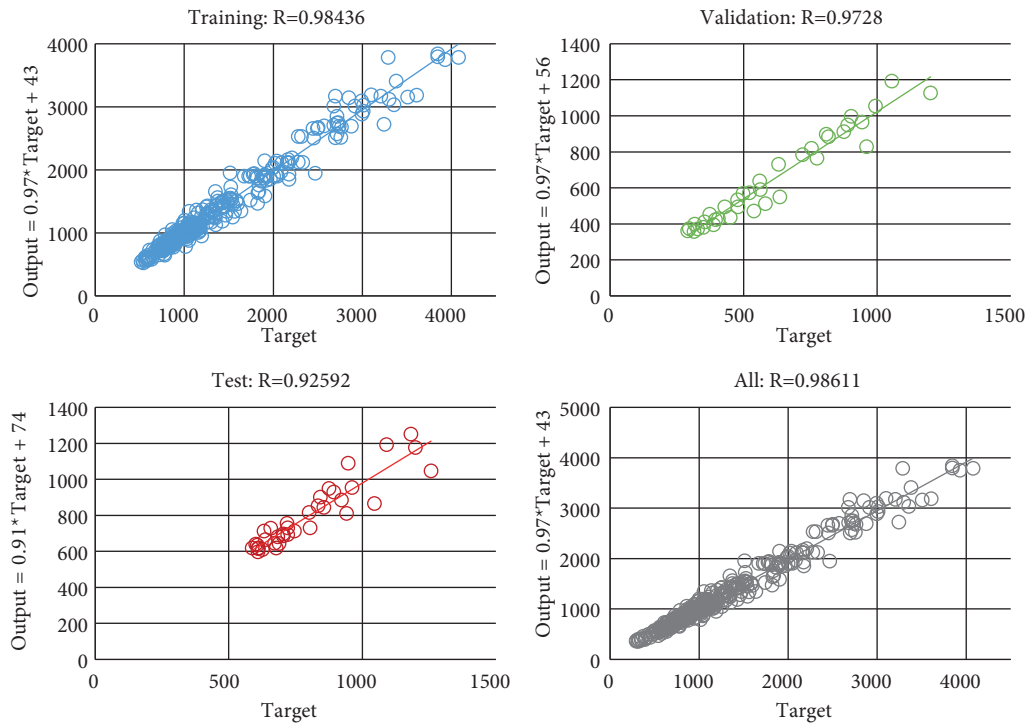 Training: R=0.98436
Output = 0.97*Target + 43
4000
3000
2000
1000
0
0 1000 2000 3000 4000
Target
Validation: R=0.9728
Output = 0.97*Target + 56
1400
1200
1000
800
600
400
200
0
0 500 1000 1500
Target
Test: R=0.92592
Output = 0.91*Target + 74
1400
1200
1000
800
600
400
200
0
0 500 1000 1500
Target
All: R=0.98611
Output = 0.97*Target + 43
5000
4000
3000
2000
1000
0
0 1000 2000 3000 4000
Target